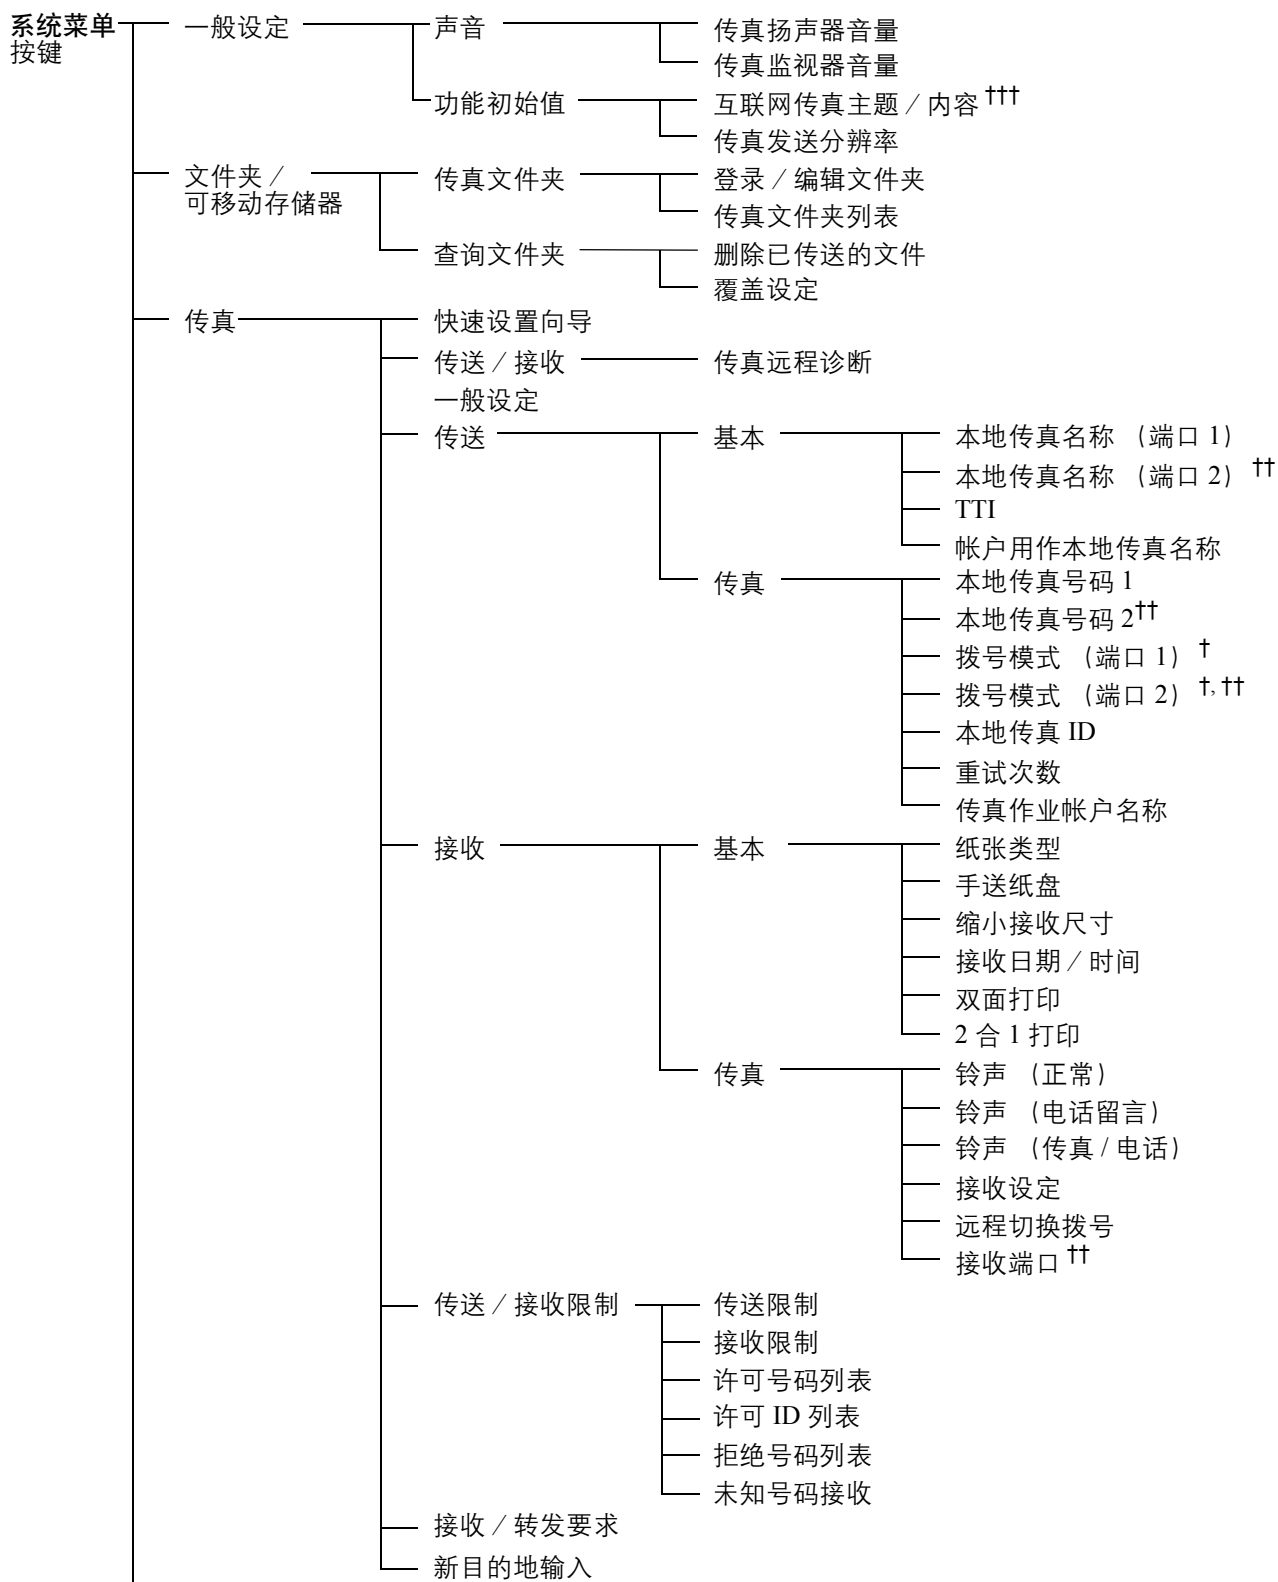 系统菜单
按键
一般设定
声音
传真扬声器音量
传真监视器音量
功能初始值
互联网传真主题 / 内容 †††
传真发送分辨率
文件夹 /
可移动存储器
传真文件夹
登录 / 编辑文件夹
传真文件夹列表
查询文件夹
删除已传送的文件
覆盖设定
传真
快速设置向导
传送 / 接收
一般设定
传真远程诊断
传送
基本
本地传真名称 （端口 1）
本地传真名称 （端口 2） ††
TTI
帐户用作本地传真名称
传真
本地传真号码 1
本地传真号码 2††
拨号模式 （端口 1） †
拨号模式 （端口 2） †, ††
本地传真 ID
重试次数
传真作业帐户名称
接收
基本
纸张类型
手送纸盘
缩小接收尺寸
接收日期 / 时间
双面打印
2 合 1 打印
传真
铃声 （正常）
铃声 （电话留言）
铃声 （传真 / 电话）
接收设定
远程切换拨号
接收端口 ††
传送 / 接收限制
传送限制
接收限制
许可号码列表
许可 ID 列表
拒绝号码列表
未知号码接收
接收 / 转发要求
新目的地输入